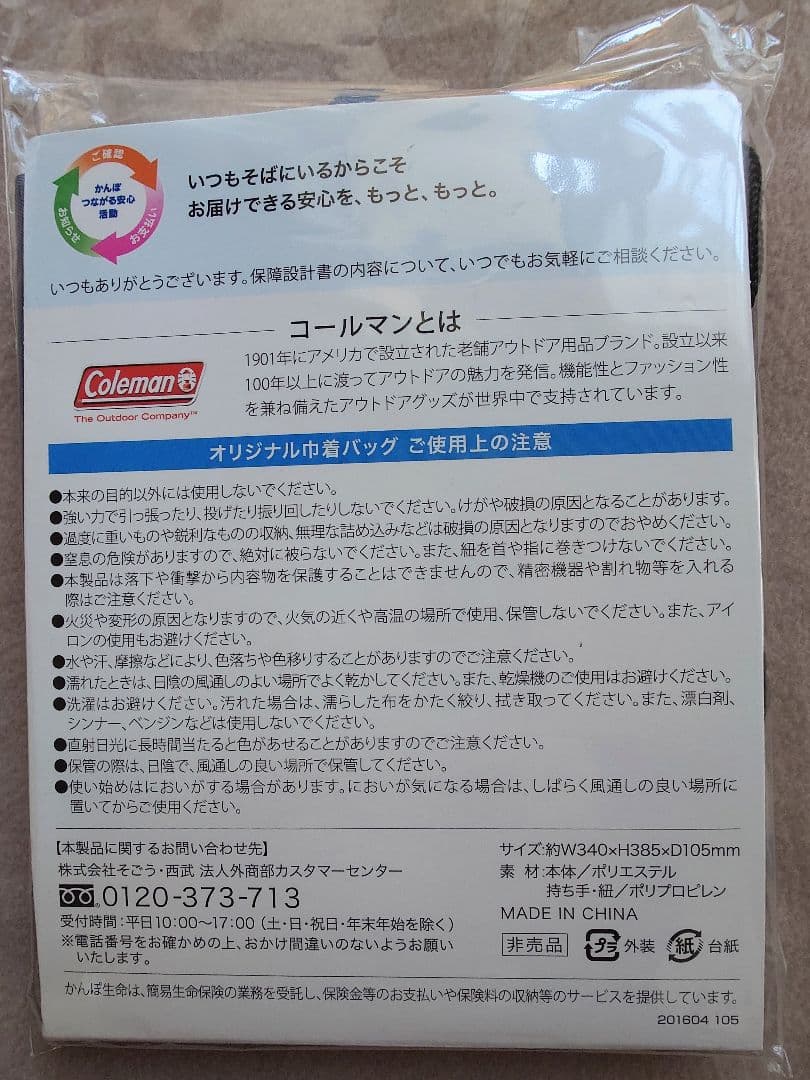 ご確認
かんぽ
つながる安心
活動
お知らせ
お支払い
いつもそばにいるからこそ
お届けできる安心を、もっと、もっと。
いつもありがとうございます。保障設計書の内容について、いつでもお気軽にご相談ください。
コールマンとは
Coleman
The Outdoor Company™
1901年にアメリカで設立された老舗アウトドア用品ブランド。設立以来
100年以上に渡ってアウトドアの魅力を発信。機能性とファッション性
を兼ね備えたアウトドアグッズが世界中で支持されています。
オリジナル巾着バッグ ご使用上の注意
●本来の目的以外には使用しないでください。
●強い力で引っ張ったり、投げたり振り回したりしないでください。けがや破損の原因となることがあります。
●過度に重いものや鋭利なものの収納、無理な詰め込みなどは破損の原因となりますのでおやめください。
●窒息の危険がありますので、絶対に被らないでください。また、紐を首や指に巻きつけないでください。
●本製品は落下や衝撃から内容物を保護することはできませんので、精密機器や割れ物等を入れる
際はご注意ください。
●火災や変形の原因となりますので、火気の近くや高温の場所で使用、保管しないでください。また、アイ
ロンの使用もお避けください。
●水や汗、摩擦などにより、色落ちや色移りすることがありますのでご注意ください。
●濡れたときは、日陰の風通しのよい場所でよく乾かしてください。また、乾燥機のご使用はお避けください。
●洗濯はお避けください。汚れた場合は、濡らした布をかたく絞り、拭き取ってください。また、漂白剤、
シンナー、ベンジンなどは使用しないでください。
●直射日光に長時間当たると色があせることがありますのでご注意ください。
●保管の際は、日陰で、風通しの良い場所で保管してください。
●使い始めはにおいがする場合があります。においが気になる場合は、しばらく風通しの良い場所に
置いてからご使用ください。
【本製品に関するお問い合わせ先】
株式会社そごう・西武 法人外商部カスタマーセンター
0120-373-713
受付時間:平日10:00〜17:00(土・日・祝日・年末年始を除く)
※電話番号をお確かめの上、おかけ間違いのないようお願い
いたします。
サイズ:約W340×H385×D105mm
素 材:本体/ポリエステル
持ち手・紐/ポリプロピレン
MADE IN CHINA
非売品 プラ 外装 紙 台紙
かんぽ生命は、簡易生命保険の業務を受託し、保険金等のお支払いや保険料の収納等のサービスを提供しています。
201604 105